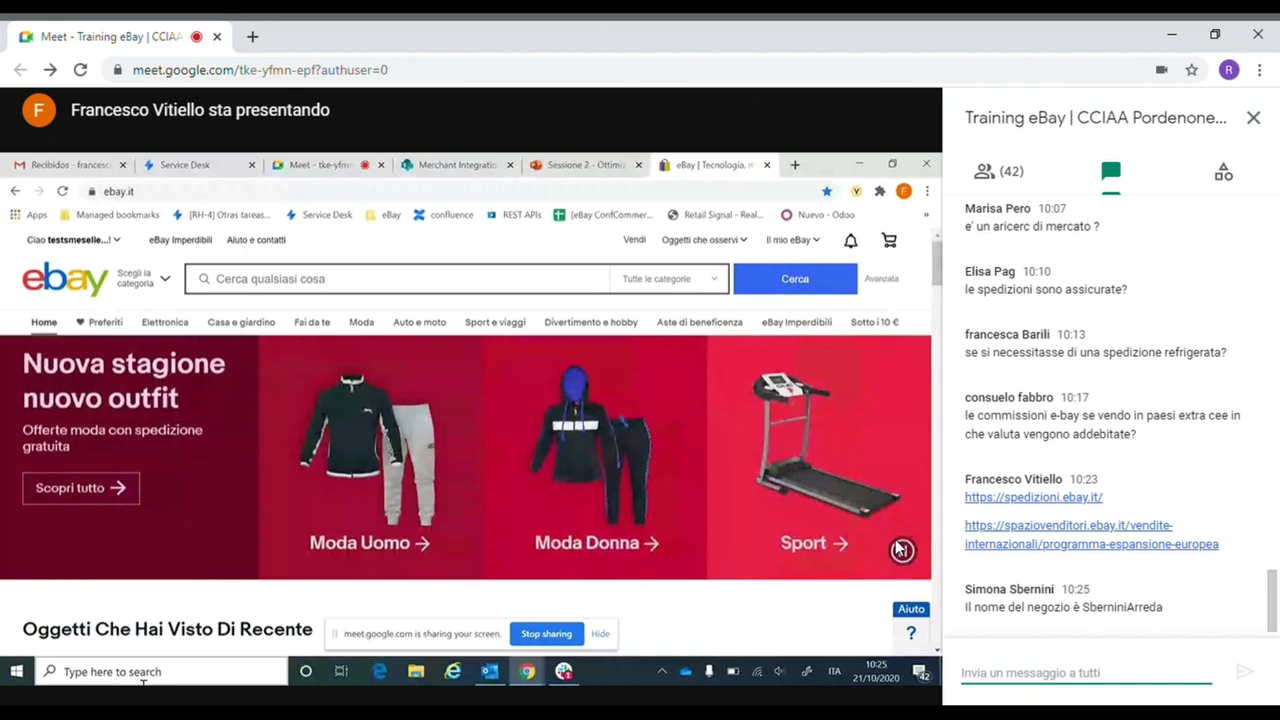 Meet - Training eBay | CCIAA
meet.google.com/tke-yfmn-epf?authuser=0
R
F
Francesco Vitiello sta presentando
Recibidos - frances
Service Desk
Meet - tke-yfmn
Merchant Integration
Sessione 2. - Ottimiz
eBay | Tecnologia, m
ebay.it
Y
F
Apps
Managed bookmarks
[RH-4] Otras tareas...
Service Desk
eBay
confluence
REST APIs
[eBay ConfCommer...
Retail Signal - Real...
Nuevo - Odoo
»
Ciao testsmeselle...!
eBay Imperdibili
Aiuto e contatti
Vendi
Oggetti che osservi
Il mio eBay
ebay
Scegli la
categoria
Cerca qualsiasi cosa
Tutte le categorie
Cerca
Avanzata
Home
Preferiti
Elettronica
Casa e giardino
Fai da te
Moda
Auto e moto
Sport e viaggi
Divertimento e hobby
Aste di beneficenza
eBay Imperdibili
Sotto i 10 €
Nuova stagione
nuovo outfit
Offerte moda con spedizione
gratuita
Scopri tutto →
Moda Uomo →
Moda Donna →
Sport →
Oggetti Che Hai Visto Di Recente
meet.google.com is sharing your screen.
Stop sharing
Hide
Aiuto
?
Type here to search
ITA
10:25
21/10/2020
42
Training eBay | CCIAA Pordenone...
(42)
Marisa Pero 10:07
e' un aricerc di mercato ?
Elisa Pag 10:10
le spedizioni sono assicurate?
francesca Barili 10:13
se si necessitasse di una spedizione refrigerata?
consuelo fabbro 10:17
le commissioni e-bay se vendo in paesi extra cee in
che valuta vengono addebitate?
Francesco Vitiello 10:23
https://spedizioni.ebay.it/
https://spaziovenditori.ebay.it/vendite-
internazionali/programma-espansione-europea
Simona Sbernini 10:25
Il nome del negozio è SberniniArreda
Invia un messaggio a tutti